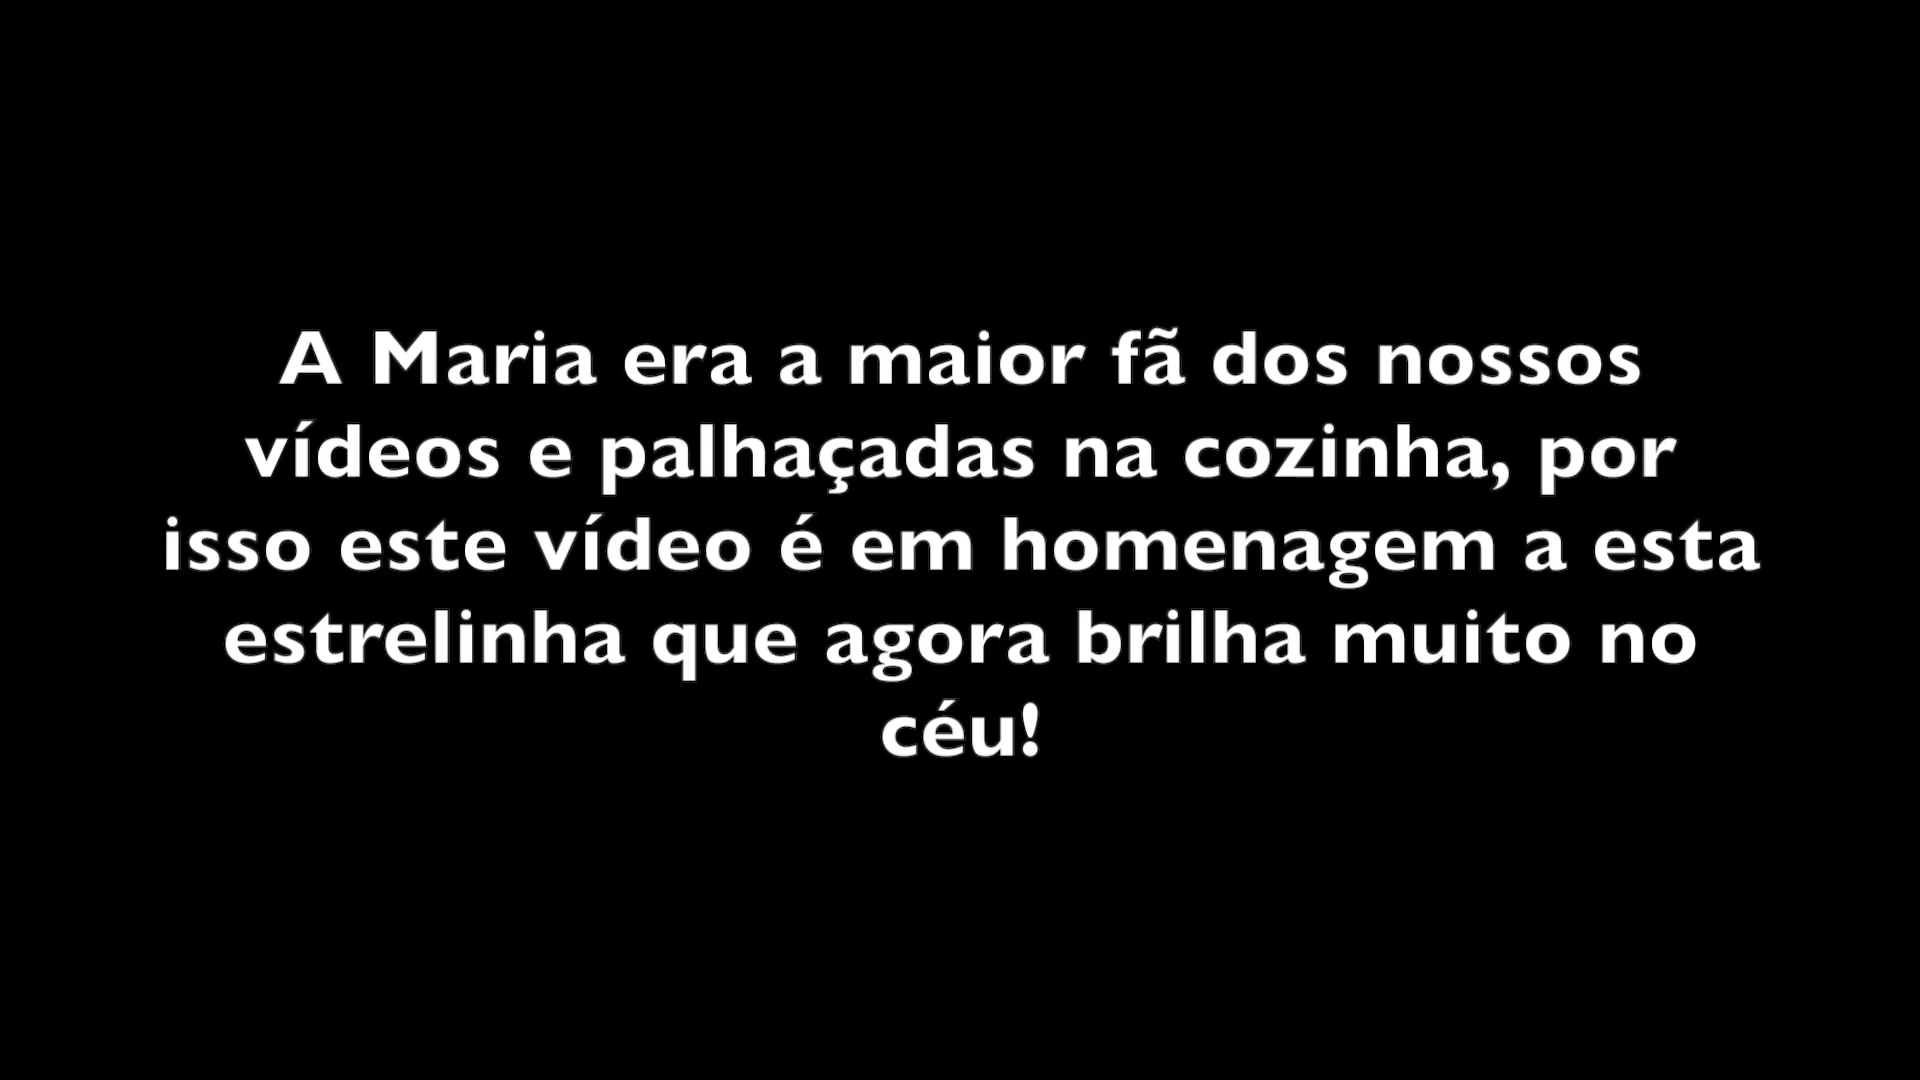 A Maria era a maior fã dos nossos
vídeos e palhaçadas na cozinha, por
isso este vídeo é em homenagem a esta
estrelinha que agora brilha muito no
céu!